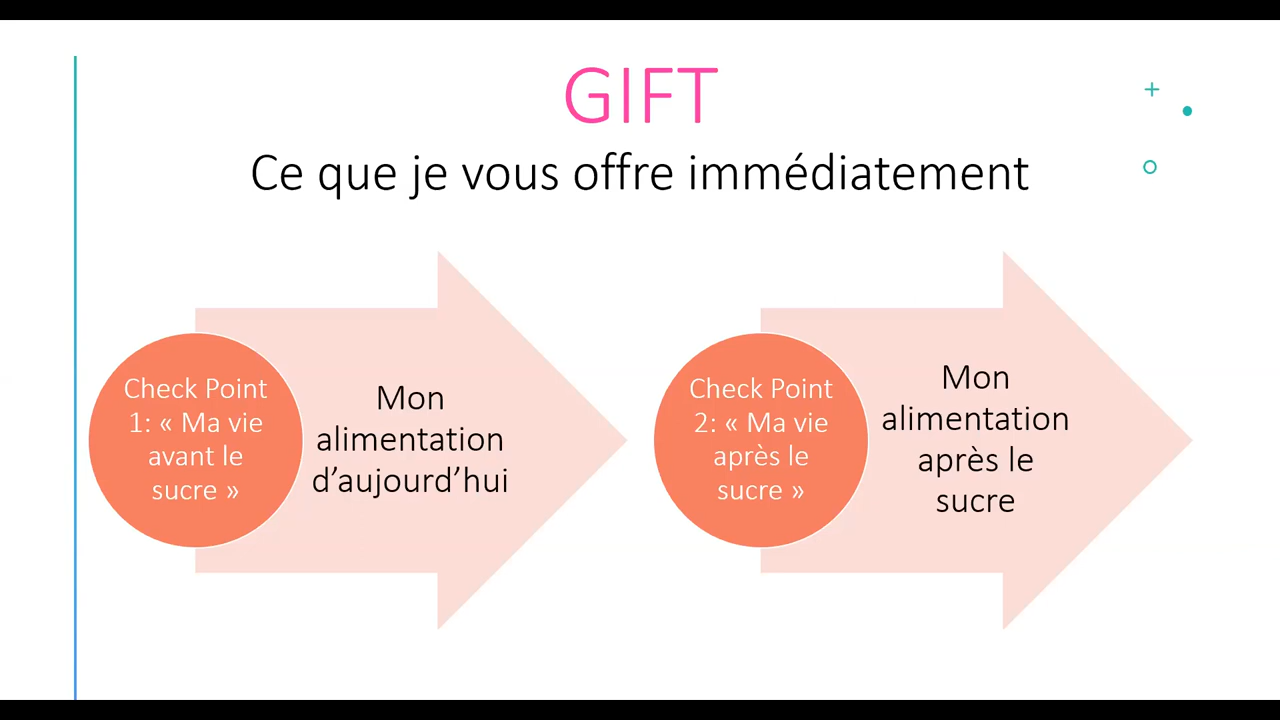 GIFT
Ce que je vous offre immédiatement
Check Point
1: « Ma vie
avant le
sucre »
Mon
alimentation
d’aujourd’hui
Check Point
2: « Ma vie
après le
sucre »
Mon
alimentation
après le
sucre